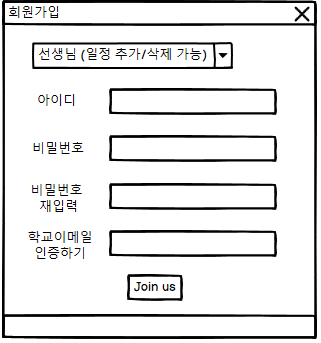 회원가입
선생님 (일정 추가/삭제 가능)
아이디
비밀번호
비밀번호
재입력
학교이메일
인증하기
Join us